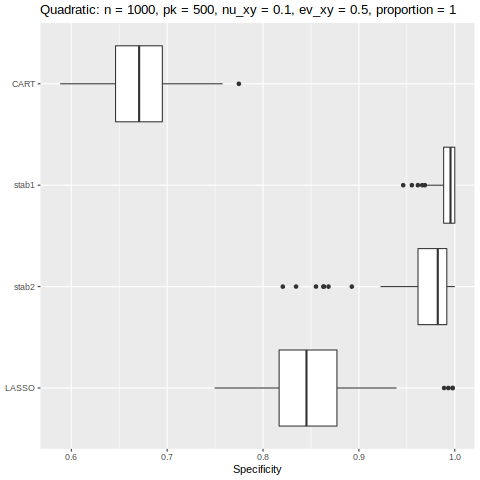 Quadratic: n = 1000, pk = 500, nu_xy = 0.1, ev_xy = 0.5, proportion = 1
CART
stab1
stab2
LASSO
0.6 0.7 0.8 0.9 1.0
Specificity